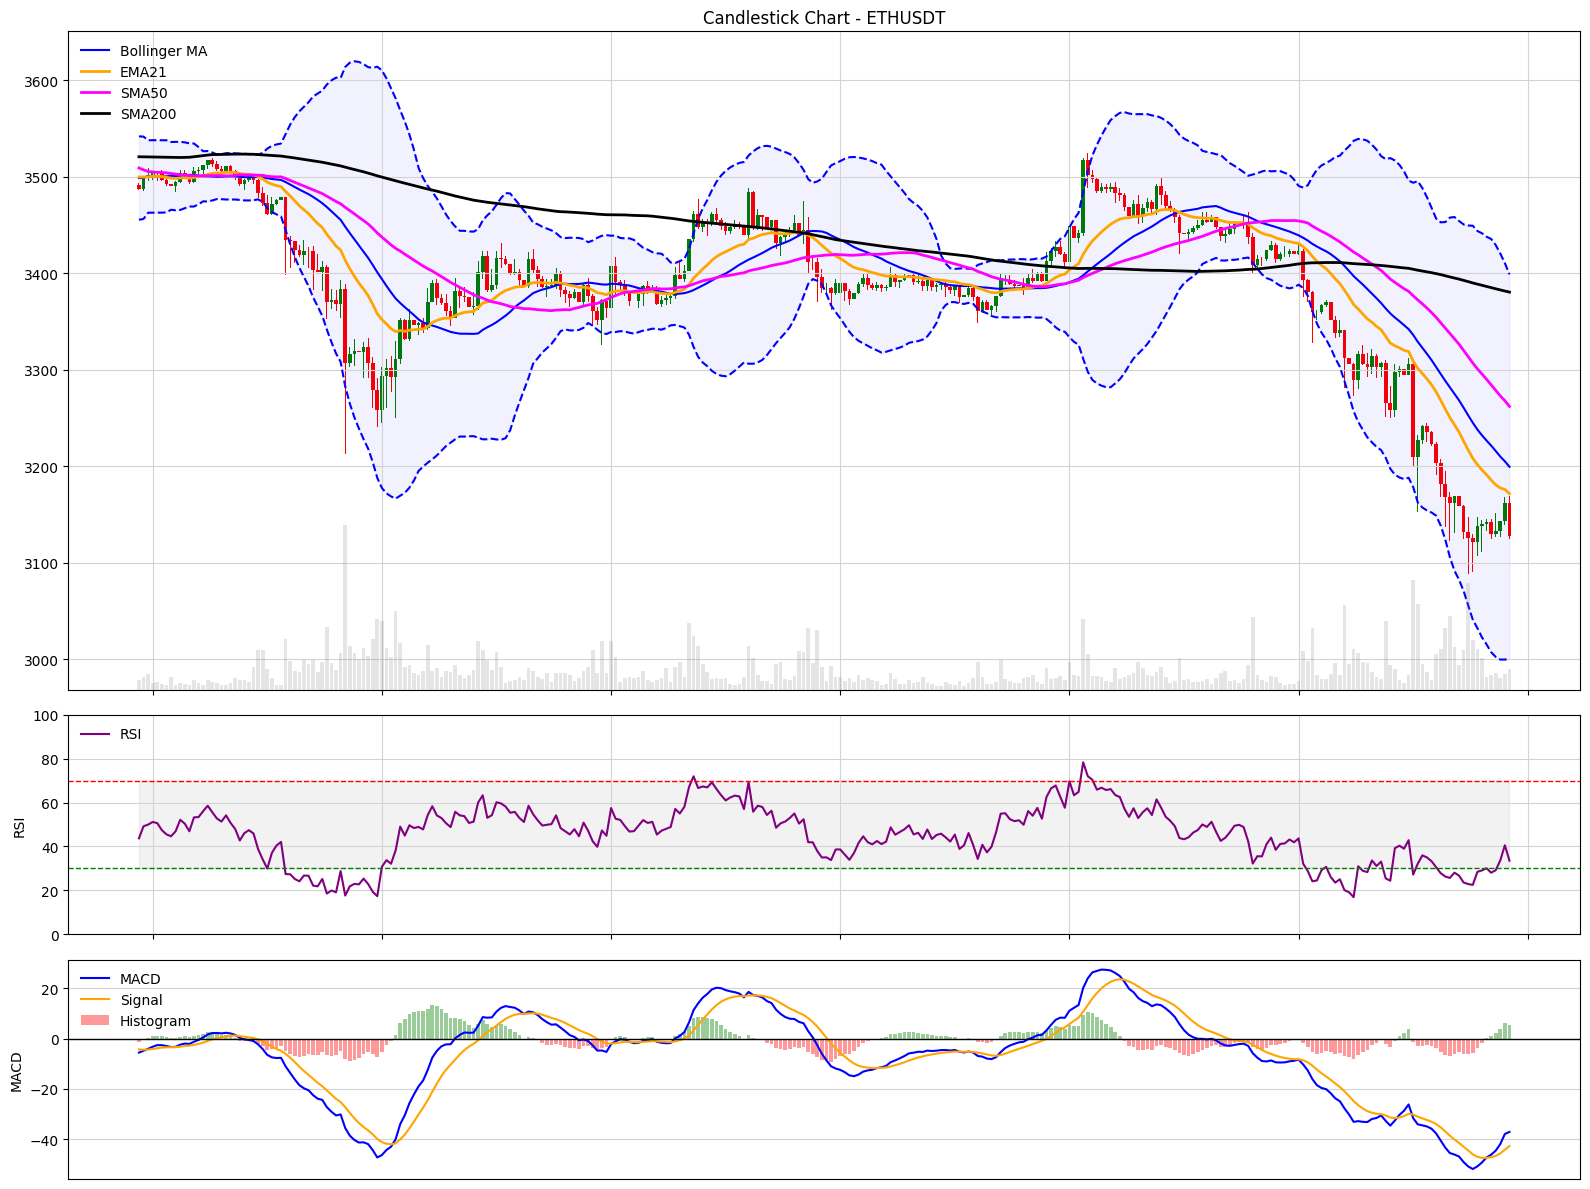 Candlestick Chart - ETHUSDT
Bollinger MA
EMA21
SMA50
SMA200
3600
3500
3400
3300
3200
3100
3000
100
80
60
40
20
0
RSI
RSI
20
0
−20
−40
MACD
MACD
Signal
Histogram